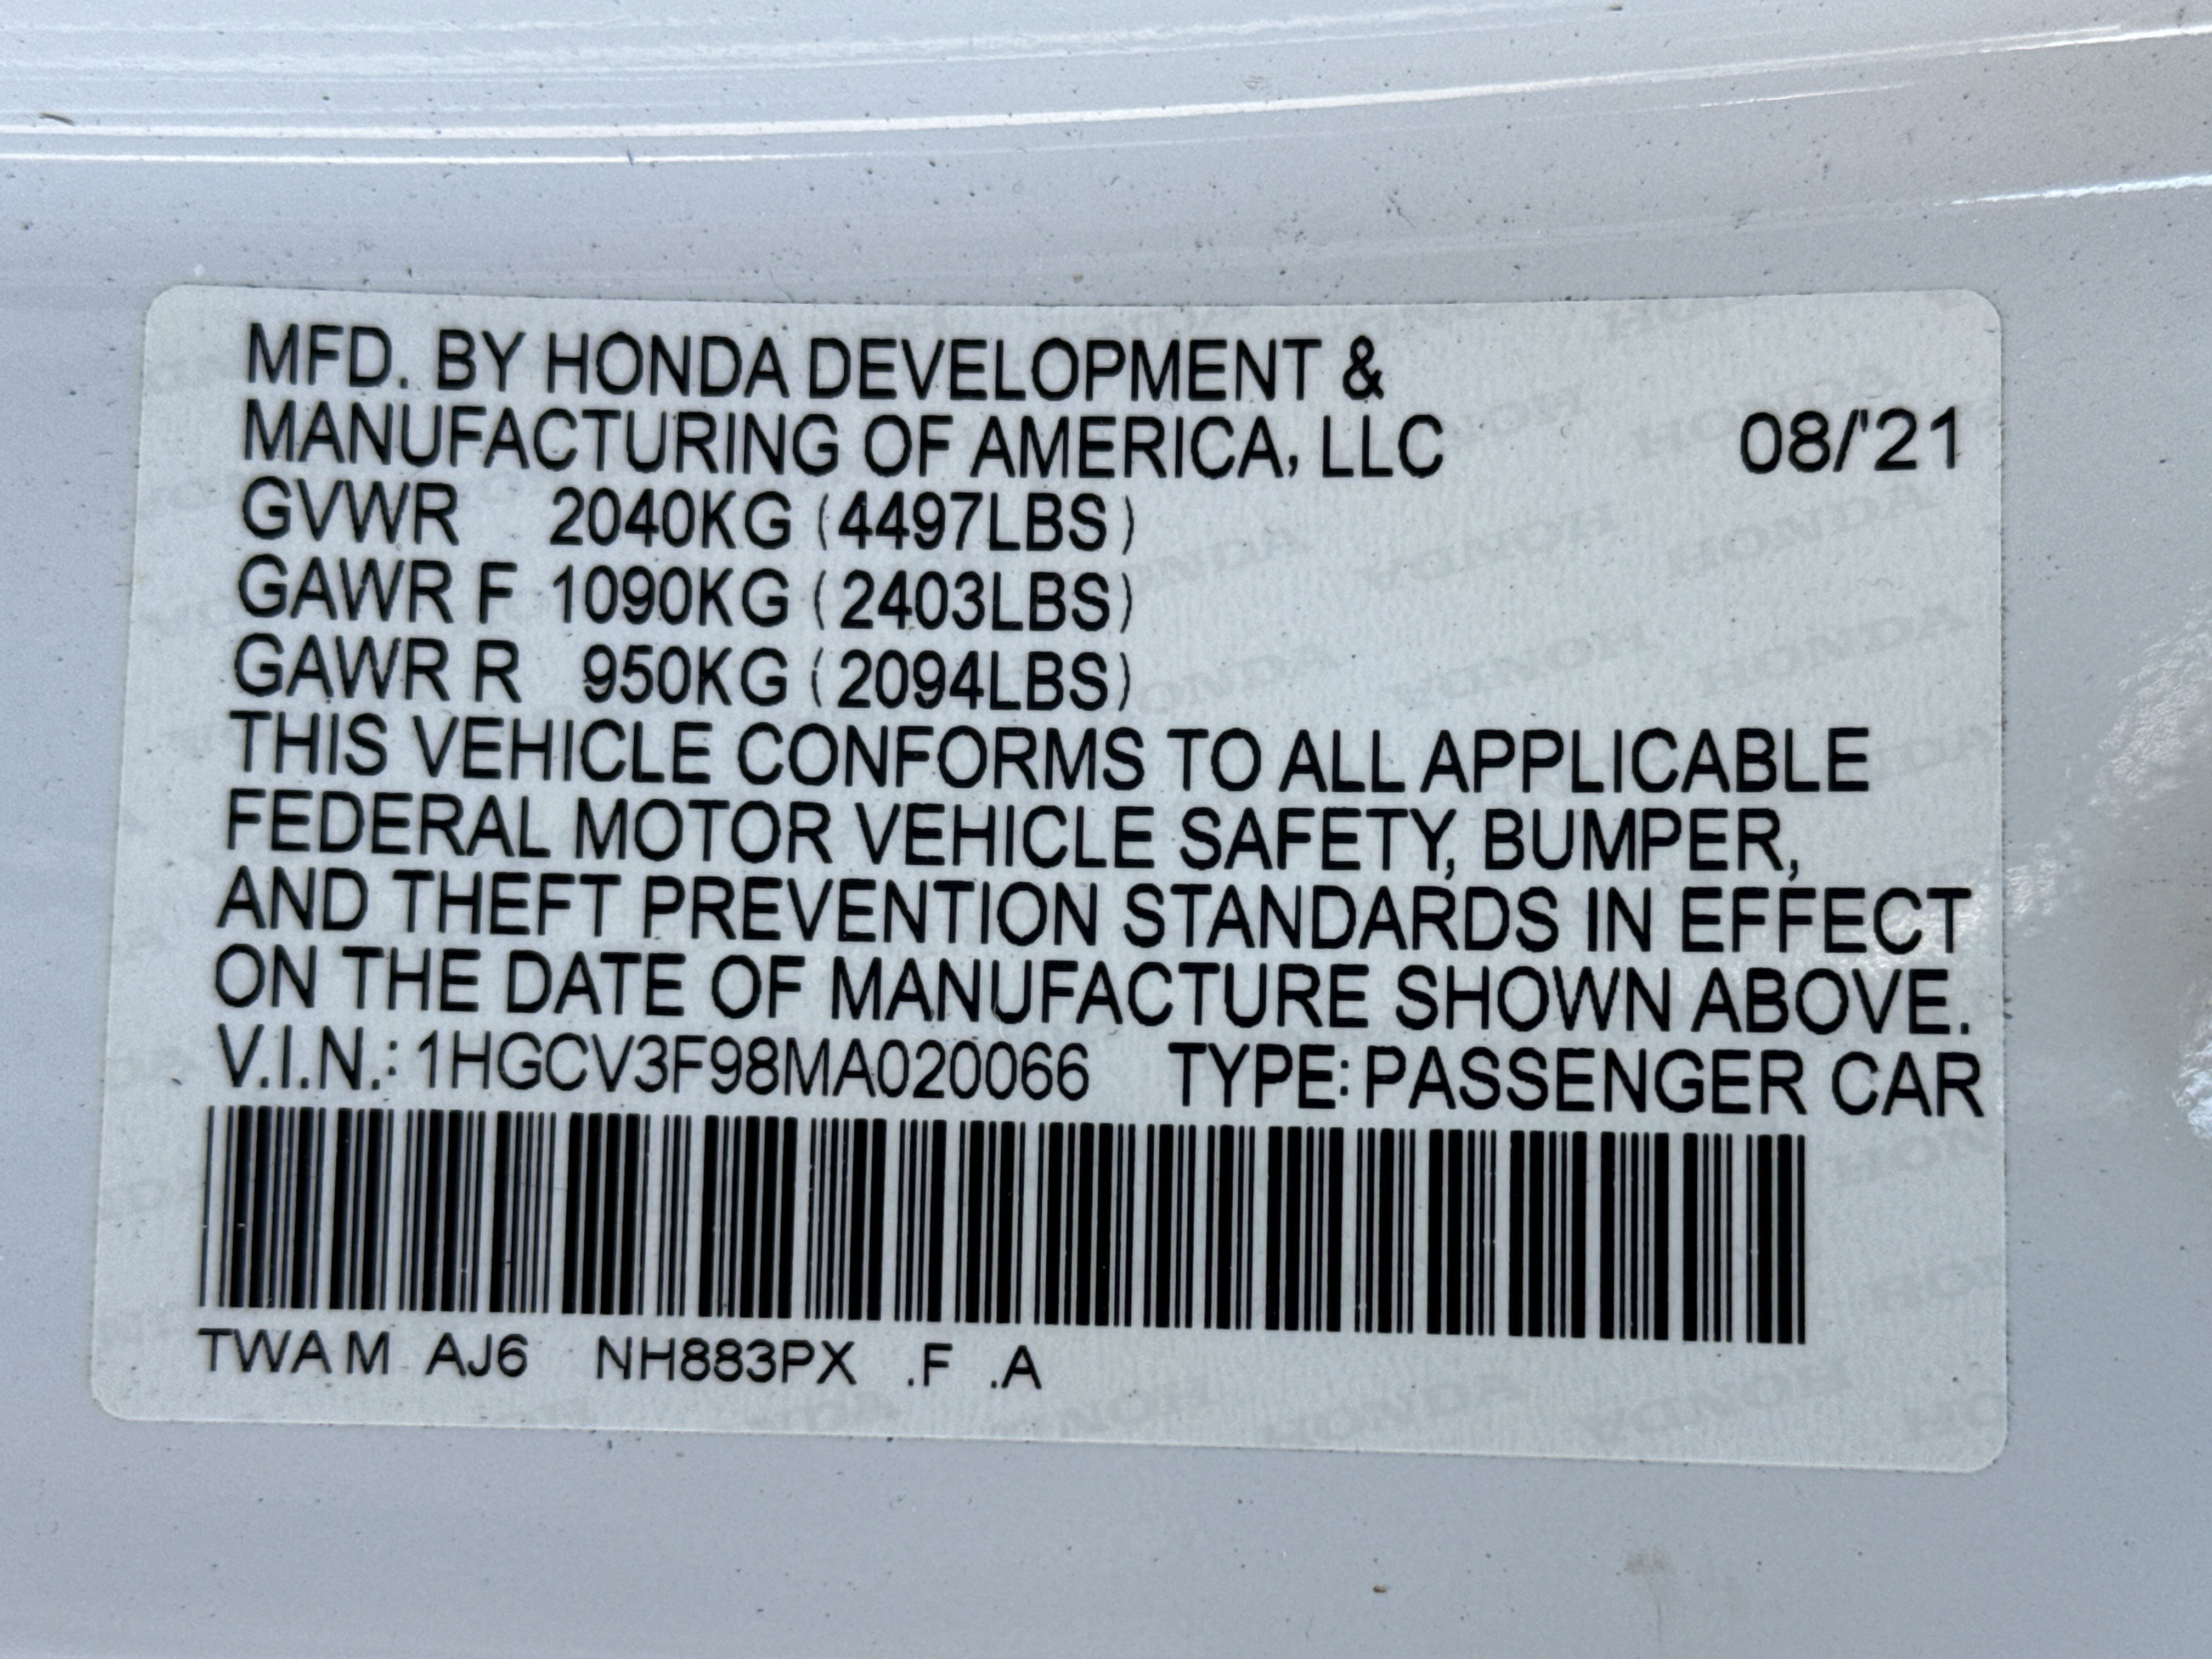 MFD. BY HONDA DEVELOPMENT &
MANUFACTURING OF AMERICA, LLC 08/'21
GVWR 2040KG (4497LBS)
GAWR F 1090KG (2403LBS)
GAWR R 950KG (2094LBS)
THIS VEHICLE CONFORMS TO ALL APPLICABLE
FEDERAL MOTOR VEHICLE SAFETY, BUMPER,
AND THEFT PREVENTION STANDARDS IN EFFECT
ON THE DATE OF MANUFACTURE SHOWN ABOVE.
V.I.N.: 1HGCV3F98MA020066 TYPE: PASSENGER CAR
TWA M AJ6 NH883PX .F .A